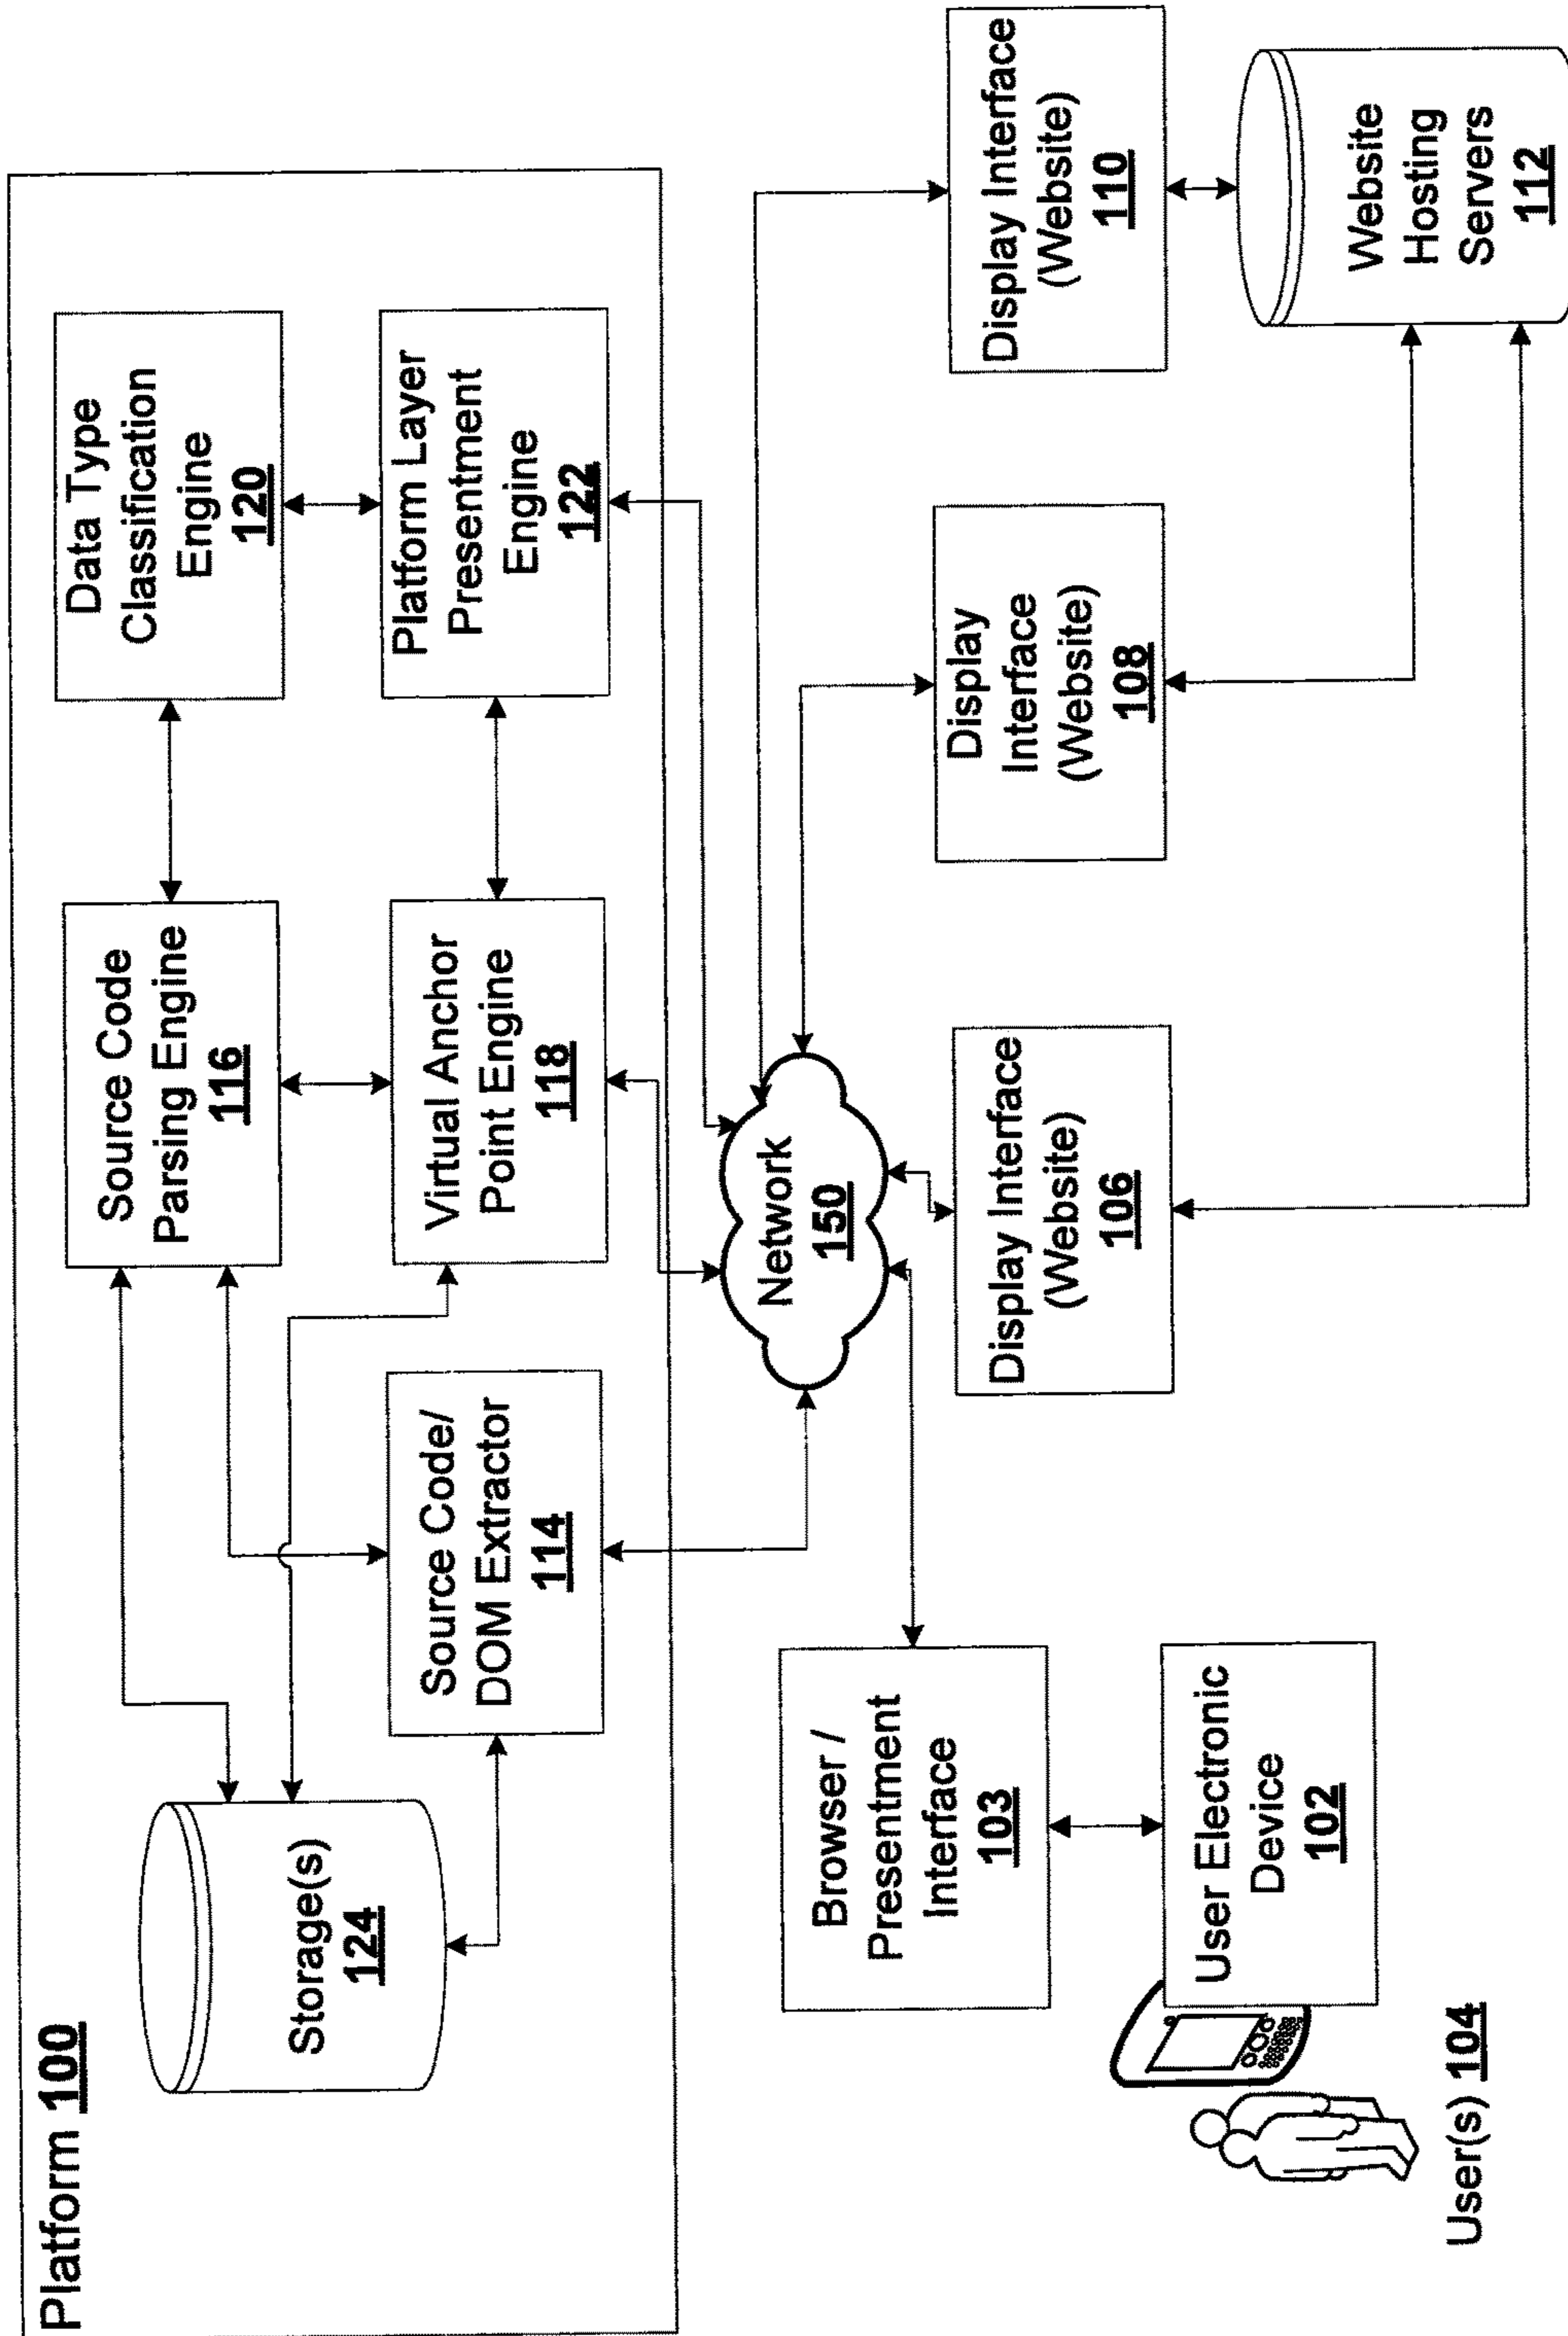 Platform 100
Storage(s)
124
Source Code
Parsing Engine
116
Data Type
Classification
Engine
120
Source Code/
DOM Extractor
114
Virtual Anchor
Point Engine
118
Platform Layer
Presentment
Engine
122
Network
150
Browser /
Presentment
Interface
103
Display Interface
(Website)
106
Display
Interface
(Website)
108
Display Interface
(Website)
110
User Electronic
Device
102
Website
Hosting
Servers
112
User(s) 104